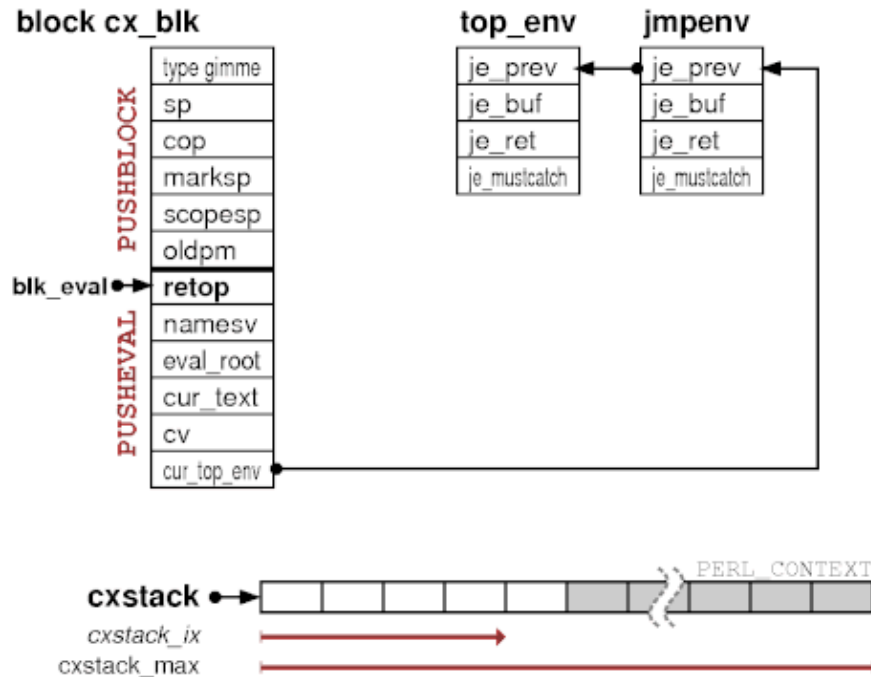 block cx_blk
top_env
jmpenv
type gimme
sp
cop
marksp
scopesp
oldpm
PUSHBLOCK
blk_eval
retop
namesv
eval_root
cur_text
cv
cur_top_env
PUSHEVAL
je_prev
je_buf
je_ret
je_mustcatch
je_prev
je_buf
je_ret
je_mustcatch
PERL_CONTEXT
cxstack
cxstack_ix
cxstack_max